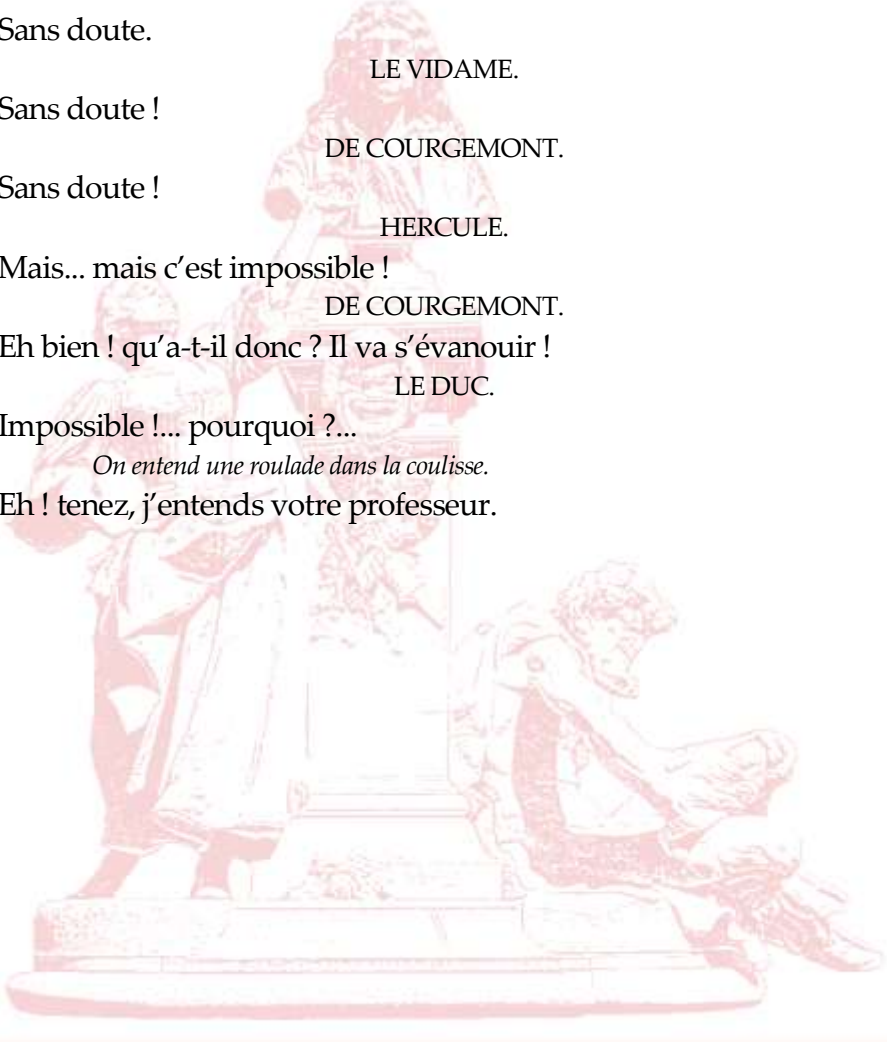 Sans doute.
LE VIDAME.
Sans doute !
DE COURGEMONT.
Sans doute !
HERCULE.
Mais... mais c’est impossible !
DE COURGEMONT.
Eh bien ! qu’a-t-il donc ? Il va s’évanouir !
LE DUC.
Impossible !... pourquoi ?...
On entend une roulade dans la coulisse.
Eh ! tenez, j’entends votre professeur.